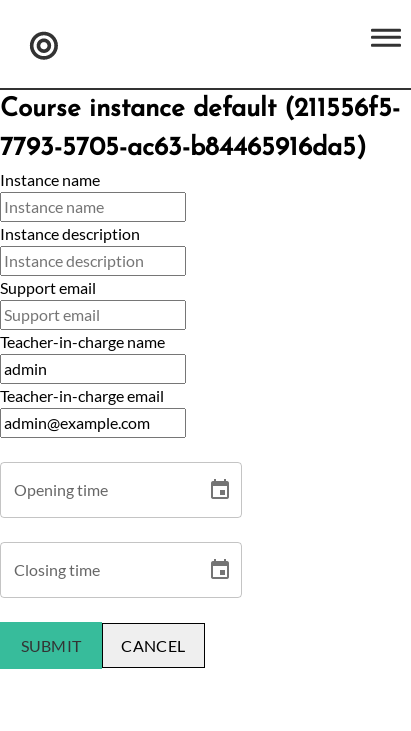 Course instance default (211556f5-
7793-5705-ac63-b84465916da5)
Instance name
Instance name
Instance description
Instance description
Support email
Support email
Teacher-in-charge name
admin
Teacher-in-charge email
admin@example.com
Opening time
Closing time
SUBMIT CANCEL